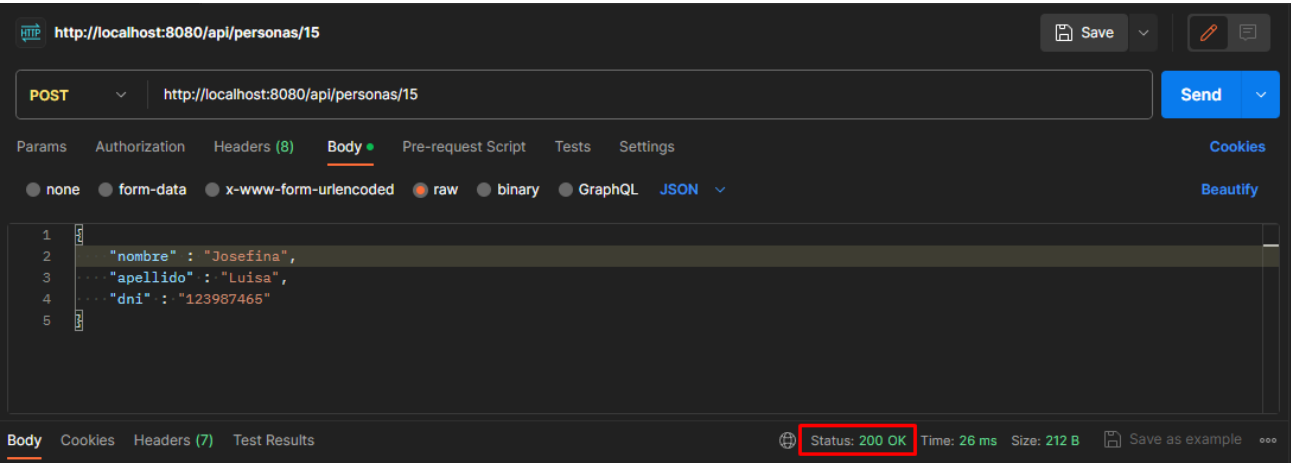 HTTP http://localhost:8080/api/personas/15 Save
POST http://localhost:8080/api/personas/15 Send
Params Authorization Headers (8) Body Pre-request Script Tests Settings Cookies
none form-data x-www-form-urlencoded raw binary GraphQL JSON Beautify
1 {
2 "nombre" : "Josefina",
3 ····"apellido"·:·"Luisa",
4 ····"dni"·:·"123987465"
5 }
Body Cookies Headers (7) Test Results Status: 200 OK Time: 26 ms Size: 212 B Save as example